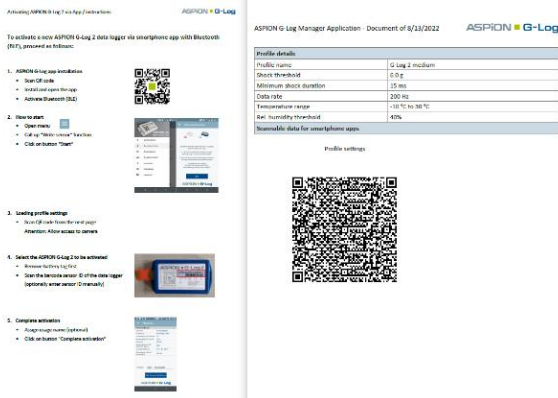 Activating ASPION G-Log 2 via App / Instructions
ASPION G-Log
To activate a new ASPION G-Log 2 data logger via smartphone app with Bluetooth
(BLE), proceed as follows:
1. ASPION G-Log app installation
• Scan QR code
• Install and open the app
• Activate Bluetooth (BLE)
2. How to start
• Open menu
• Call up "Write sensor" function
• Click on button "Start"
3. Loading profile settings
• Scan QR code from the next page
Attention: Allow access to camera
4. Select the ASPION G-Log 2 to be activated
• Remove battery tag first
• Scan the barcode sensor ID of the data logger
(optionally enter sensor ID manually)
5. Complete activation
• Assign usage name (optional)
• Click on button "Complete activation"
ASPION G-Log Manager Application - Document of 8/13/2022
ASPION G-Log
Profile details
Profile name G-Log 2 medium
Shock threshold 6.0 g
Minimum shock duration 15 ms
Data rate 200 Hz
Temperature range -10 °C to 30 °C
Rel. humidity threshold 40%
Scannable data for smartphone apps
Profile settings